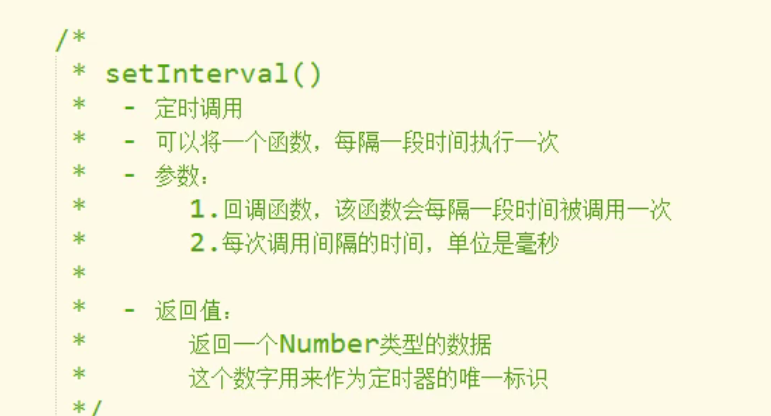 /*
* setInterval()
* - 定时调用
* - 可以将一个函数，每隔一段时间执行一次
* - 参数：
* 1.回调函数，该函数会每隔一段时间被调用一次
* 2.每次调用间隔的时间，单位是毫秒
*
* - 返回值：
* 返回一个Number类型的数据
* 这个数字用来作为定时器的唯一标识
*/